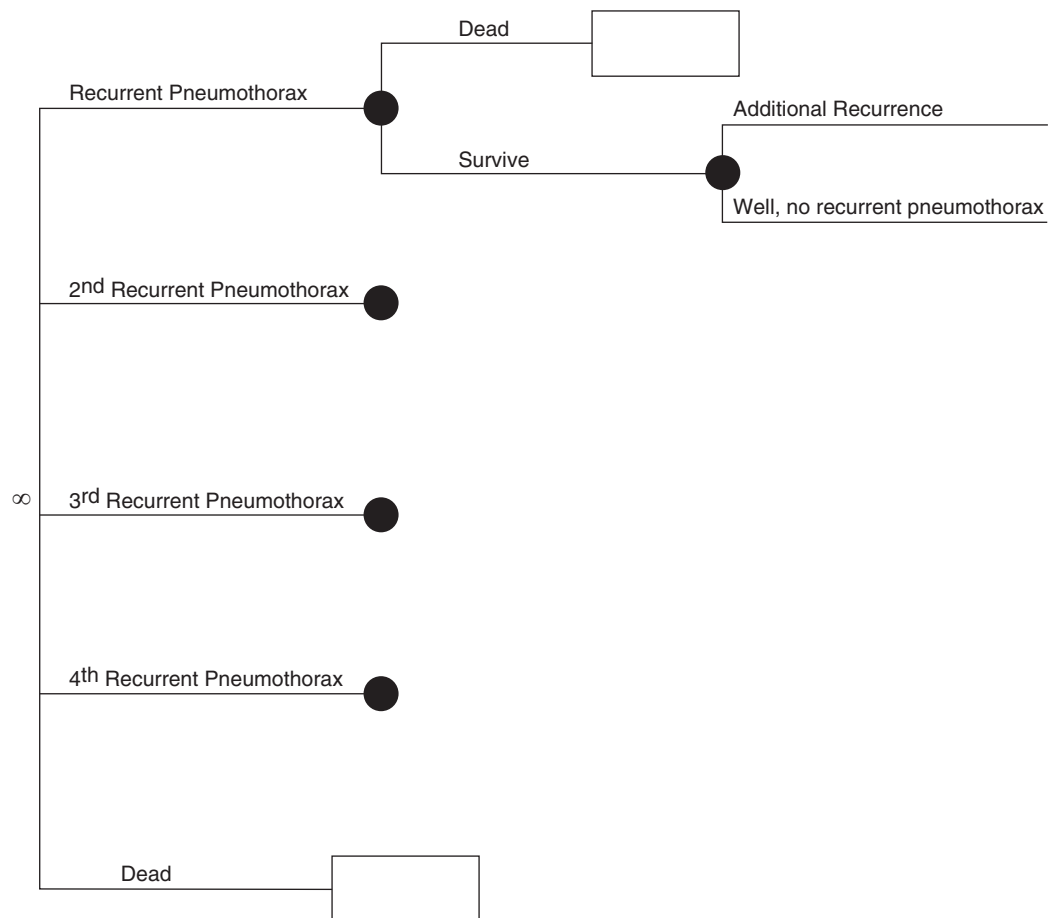 Dead
Recurrent Pneumothorax
Additional Recurrence
Survive
Well, no recurrent pneumothorax
2nd Recurrent Pneumothorax
∞
3rd Recurrent Pneumothorax
4th Recurrent Pneumothorax
Dead